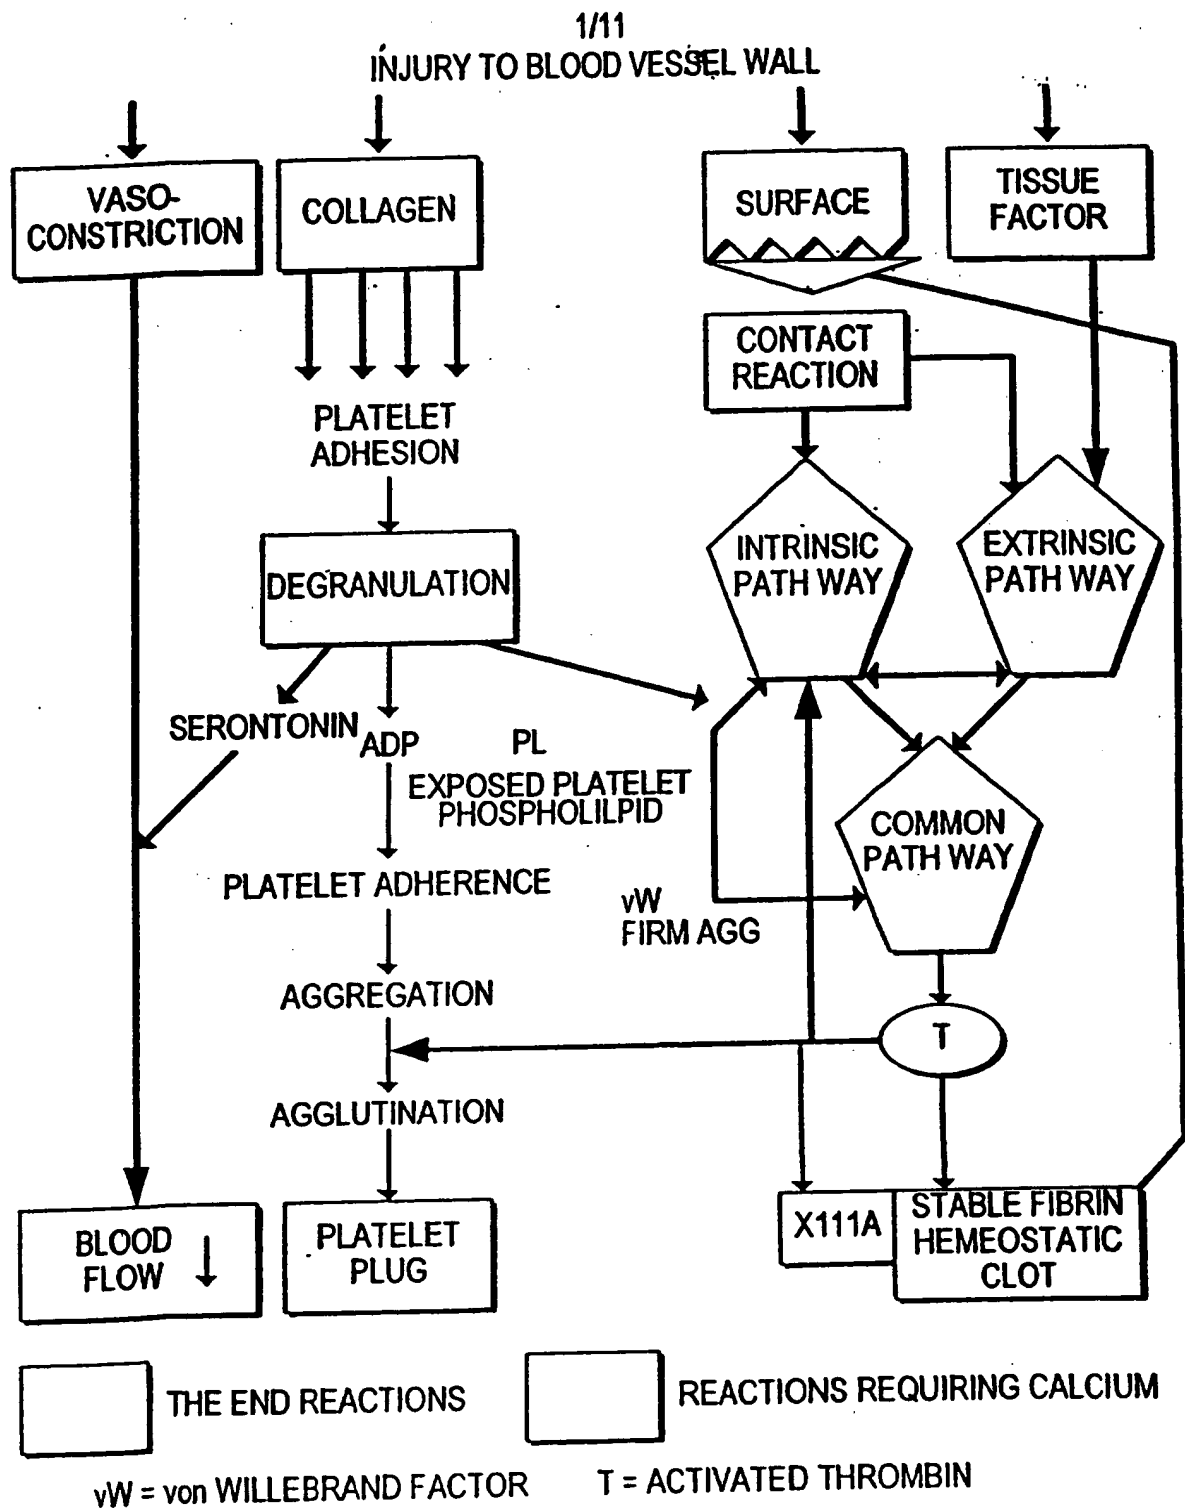 1/11
INJURY TO BLOOD VESSEL WALL
VASO-
CONSTRICTION
COLLAGEN
SURFACE
TISSUE
FACTOR
CONTACT
REACTION
PLATELET
ADHESION
INTRINSIC
PATH WAY
EXTRINSIC
PATH WAY
DEGRANULATION
SERONTONIN
ADP
PL
EXPOSED PLATELET
PHOSPHOLILPID
COMMON
PATH WAY
PLATELET ADHERENCE
vW
FIRM AGG
AGGREGATION
T
AGGLUTINATION
BLOOD
FLOW
PLATELET
PLUG
X111A
STABLE FIBRIN
HEMEOSTATIC
CLOT
THE END REACTIONS
REACTIONS REQUIRING CALCIUM
vW = von WILLEBRAND FACTOR
T = ACTIVATED THROMBIN